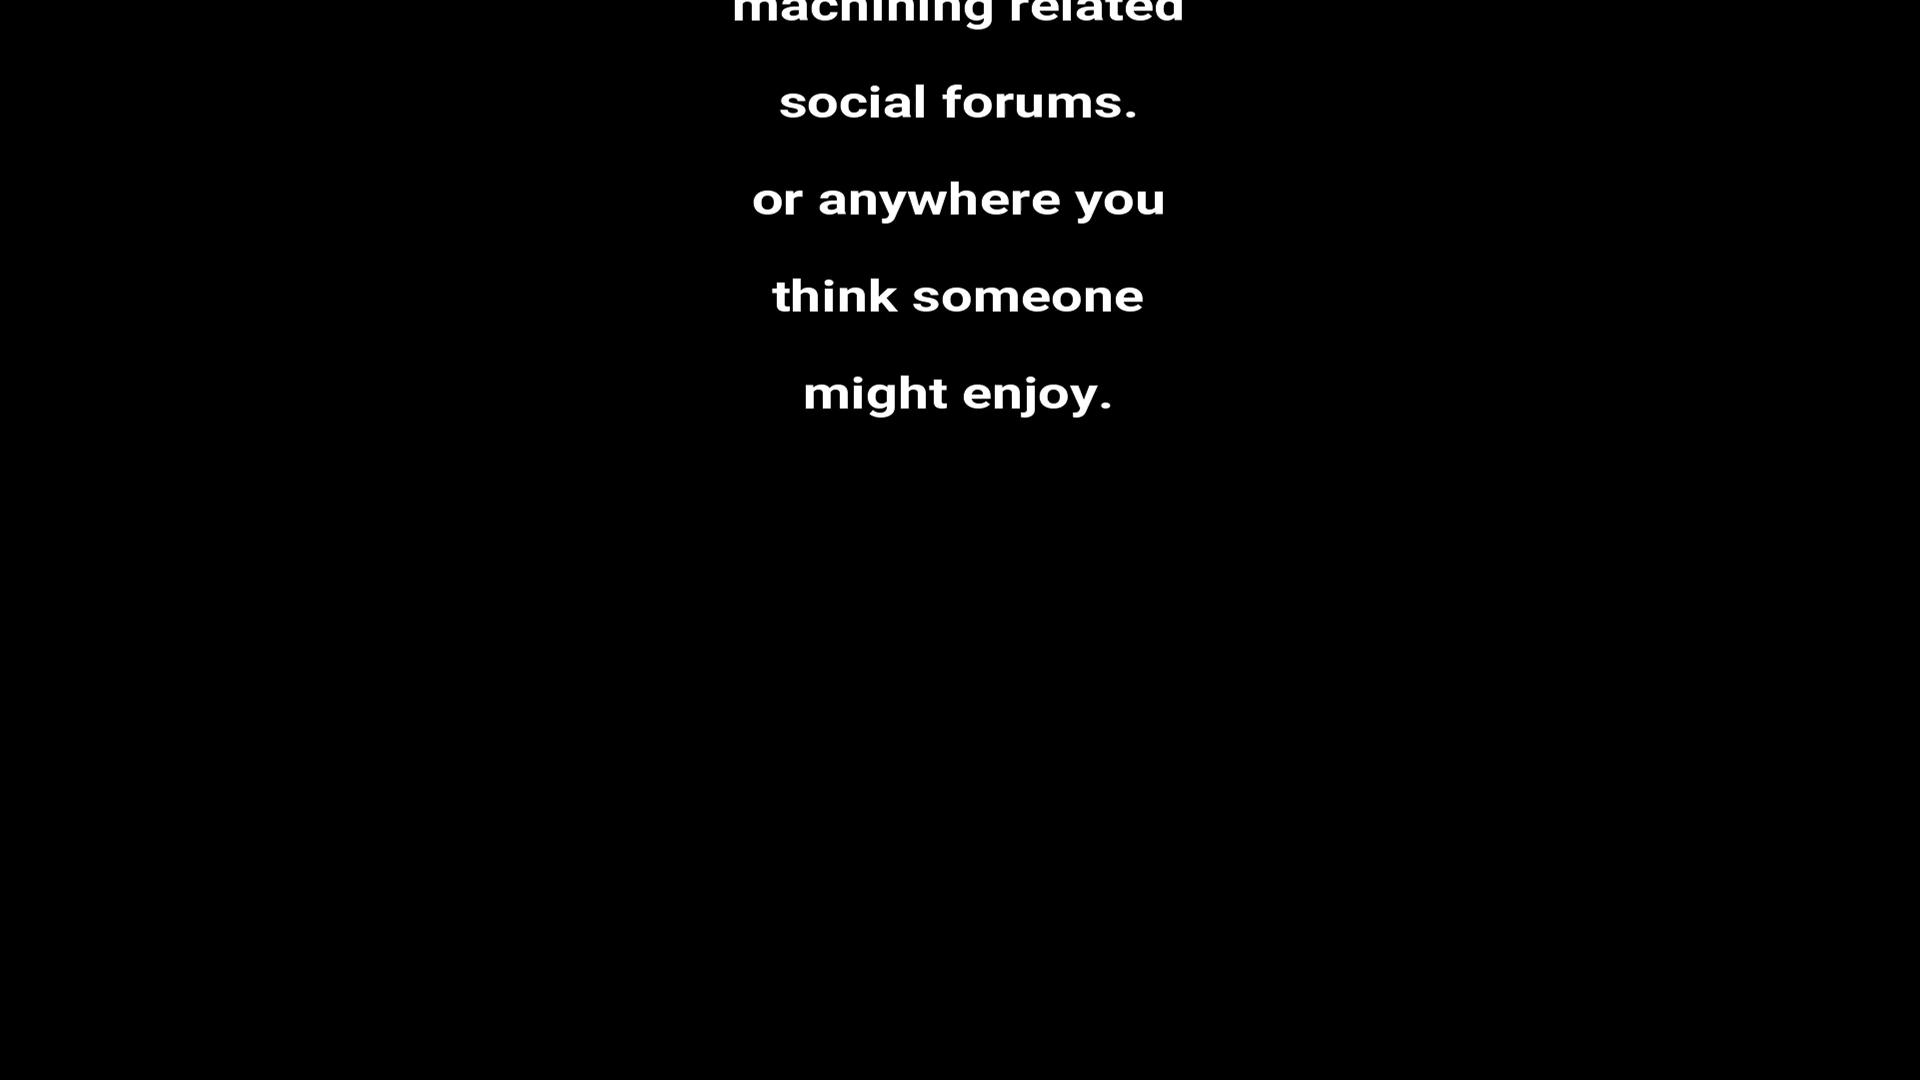 machining related
social forums.
or anywhere you
think someone
might enjoy.